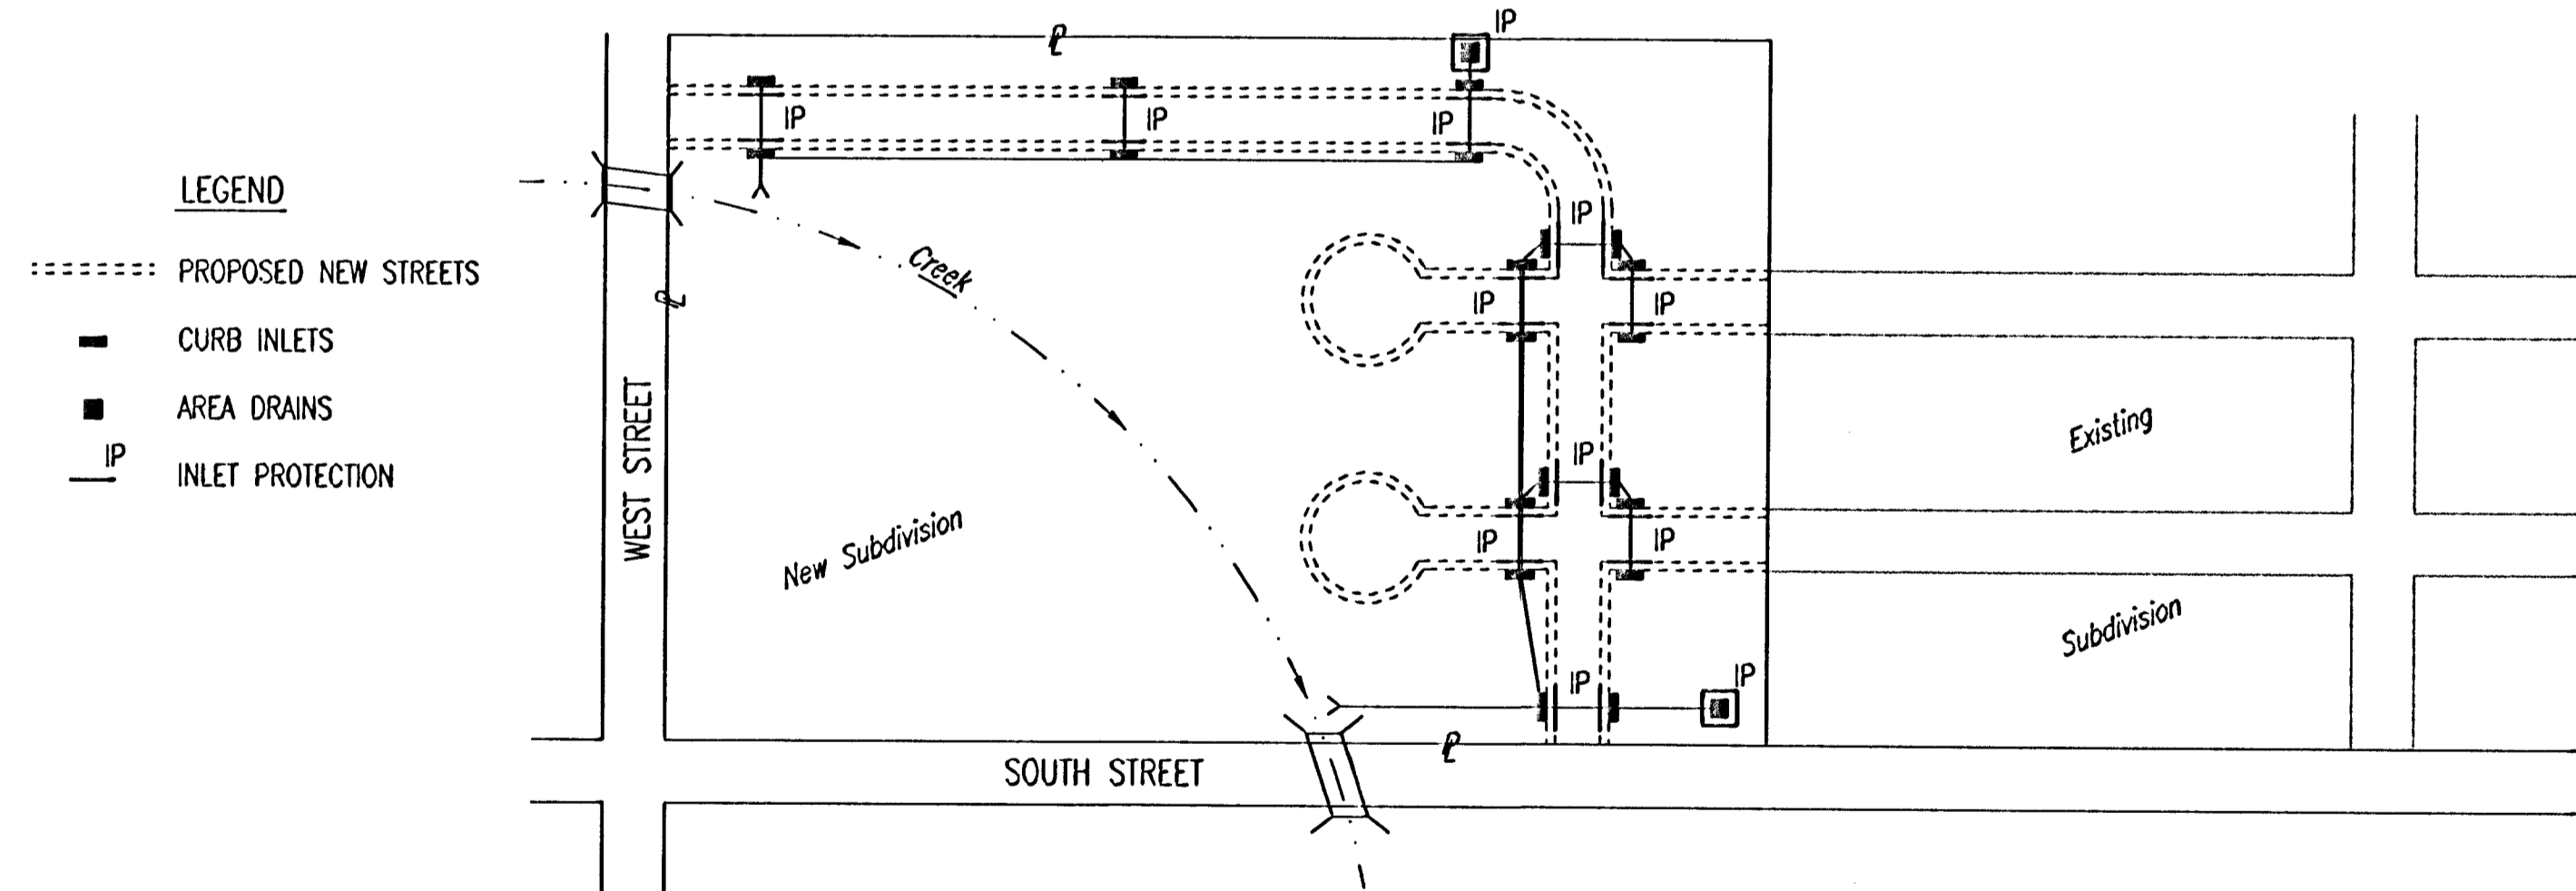 LEGEND
PROPOSED NEW STREETS
CURB INLETS
AREA DRAINS
IP
INLET PROTECTION
WEST STREET
SOUTH STREET
Creek
New Subdivision
Existing
Subdivision
℄
℄
℄
IP
IP
IP
IP
IP
IP
IP
IP
IP
IP
IP
IP